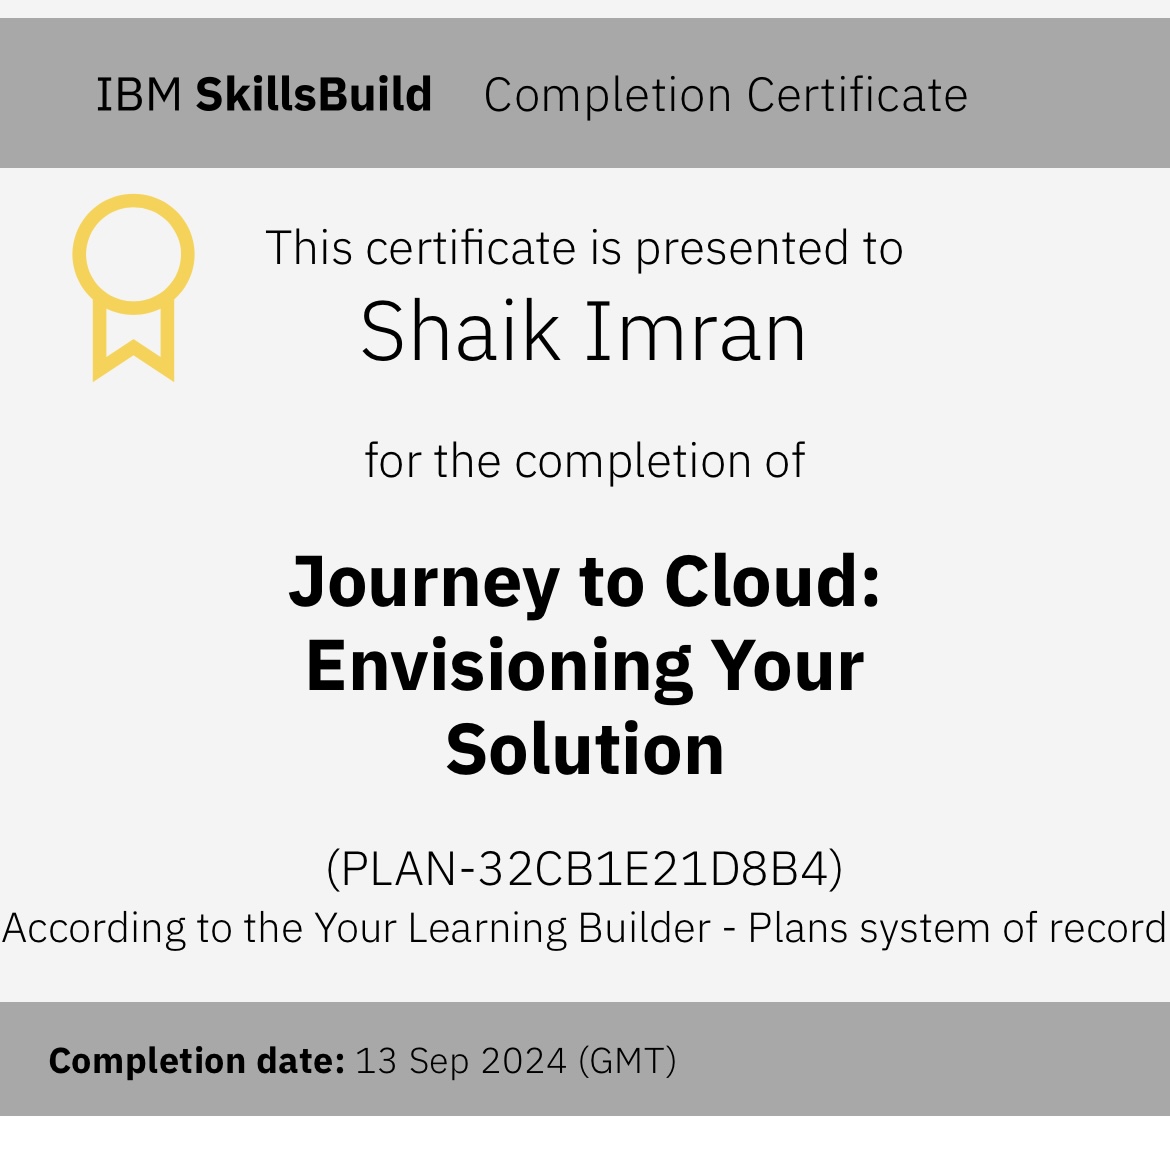 IBM SkillsBuild Completion Certificate
This certificate is presented to
Shaik Imran
for the completion of
Journey to Cloud:
Envisioning Your
Solution
(PLAN-32CB1E21D8B4)
According to the Your Learning Builder - Plans system of record
Completion date: 13 Sep 2024 (GMT)